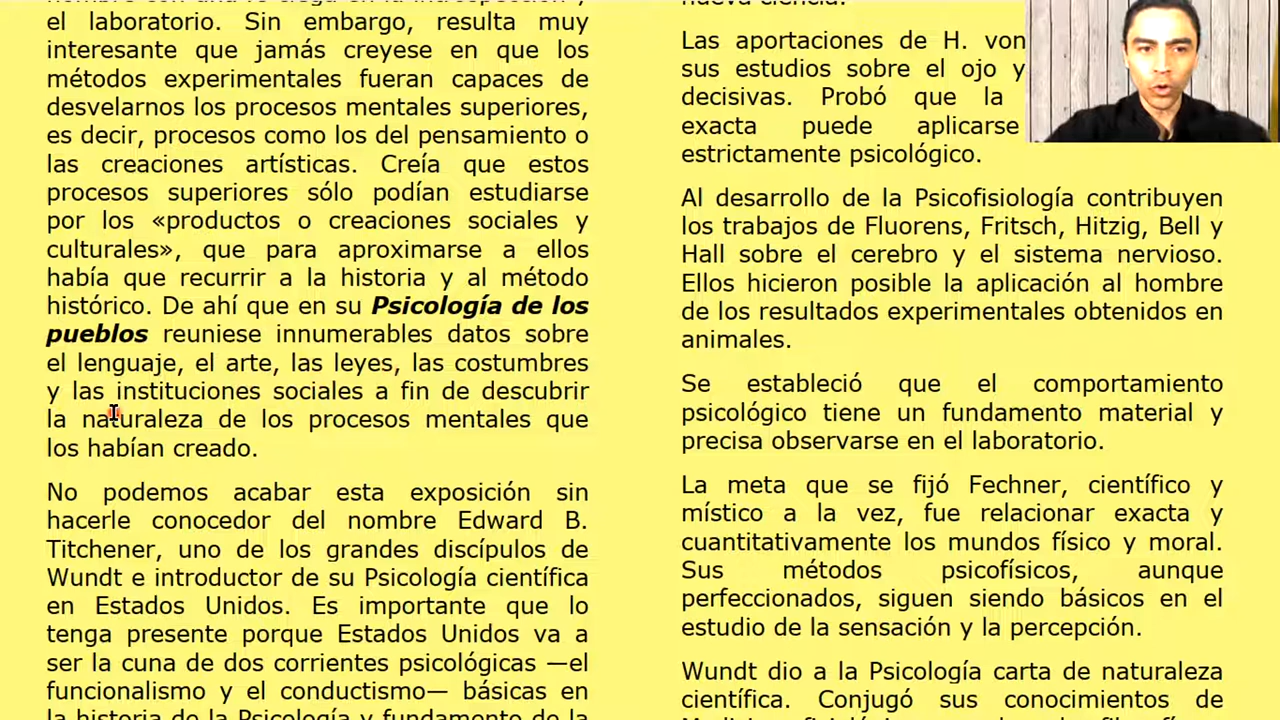 el laboratorio. Sin embargo, resulta muy
interesante que jamás creyese en que los
métodos experimentales fueran capaces de
desvelarnos los procesos mentales superiores,
es decir, procesos como los del pensamiento o
las creaciones artísticas. Creía que estos
procesos superiores sólo podían estudiarse
por los «productos o creaciones sociales y
culturales», que para aproximarse a ellos
había que recurrir a la historia y al método
histórico. De ahí que en su Psicología de los
pueblos reuniese innumerables datos sobre
el lenguaje, el arte, las leyes, las costumbres
y las instituciones sociales a fin de descubrir
la naturaleza de los procesos mentales que
los habían creado.
No podemos acabar esta exposición sin
hacerle conocedor del nombre Edward B.
Titchener, uno de los grandes discípulos de
Wundt e introductor de su Psicología científica
en Estados Unidos. Es importante que lo
tenga presente porque Estados Unidos va a
ser la cuna de dos corrientes psicológicas —el
funcionalismo y el conductismo— básicas en
la historia de la Psicología y fundamento de la
nueva ciencia.
Las aportaciones de H. von
sus estudios sobre el ojo y
decisivas. Probó que la
exacta puede aplicarse
estrictamente psicológico.
Al desarrollo de la Psicofisiología contribuyen
los trabajos de Fluorens, Fritsch, Hitzig, Bell y
Hall sobre el cerebro y el sistema nervioso.
Ellos hicieron posible la aplicación al hombre
de los resultados experimentales obtenidos en
animales.
Se estableció que el comportamiento
psicológico tiene un fundamento material y
precisa observarse en el laboratorio.
La meta que se fijó Fechner, científico y
místico a la vez, fue relacionar exacta y
cuantitativamente los mundos físico y moral.
Sus métodos psicofísicos, aunque
perfeccionados, siguen siendo básicos en el
estudio de la sensación y la percepción.
Wundt dio a la Psicología carta de naturaleza
científica. Conjugó sus conocimientos de